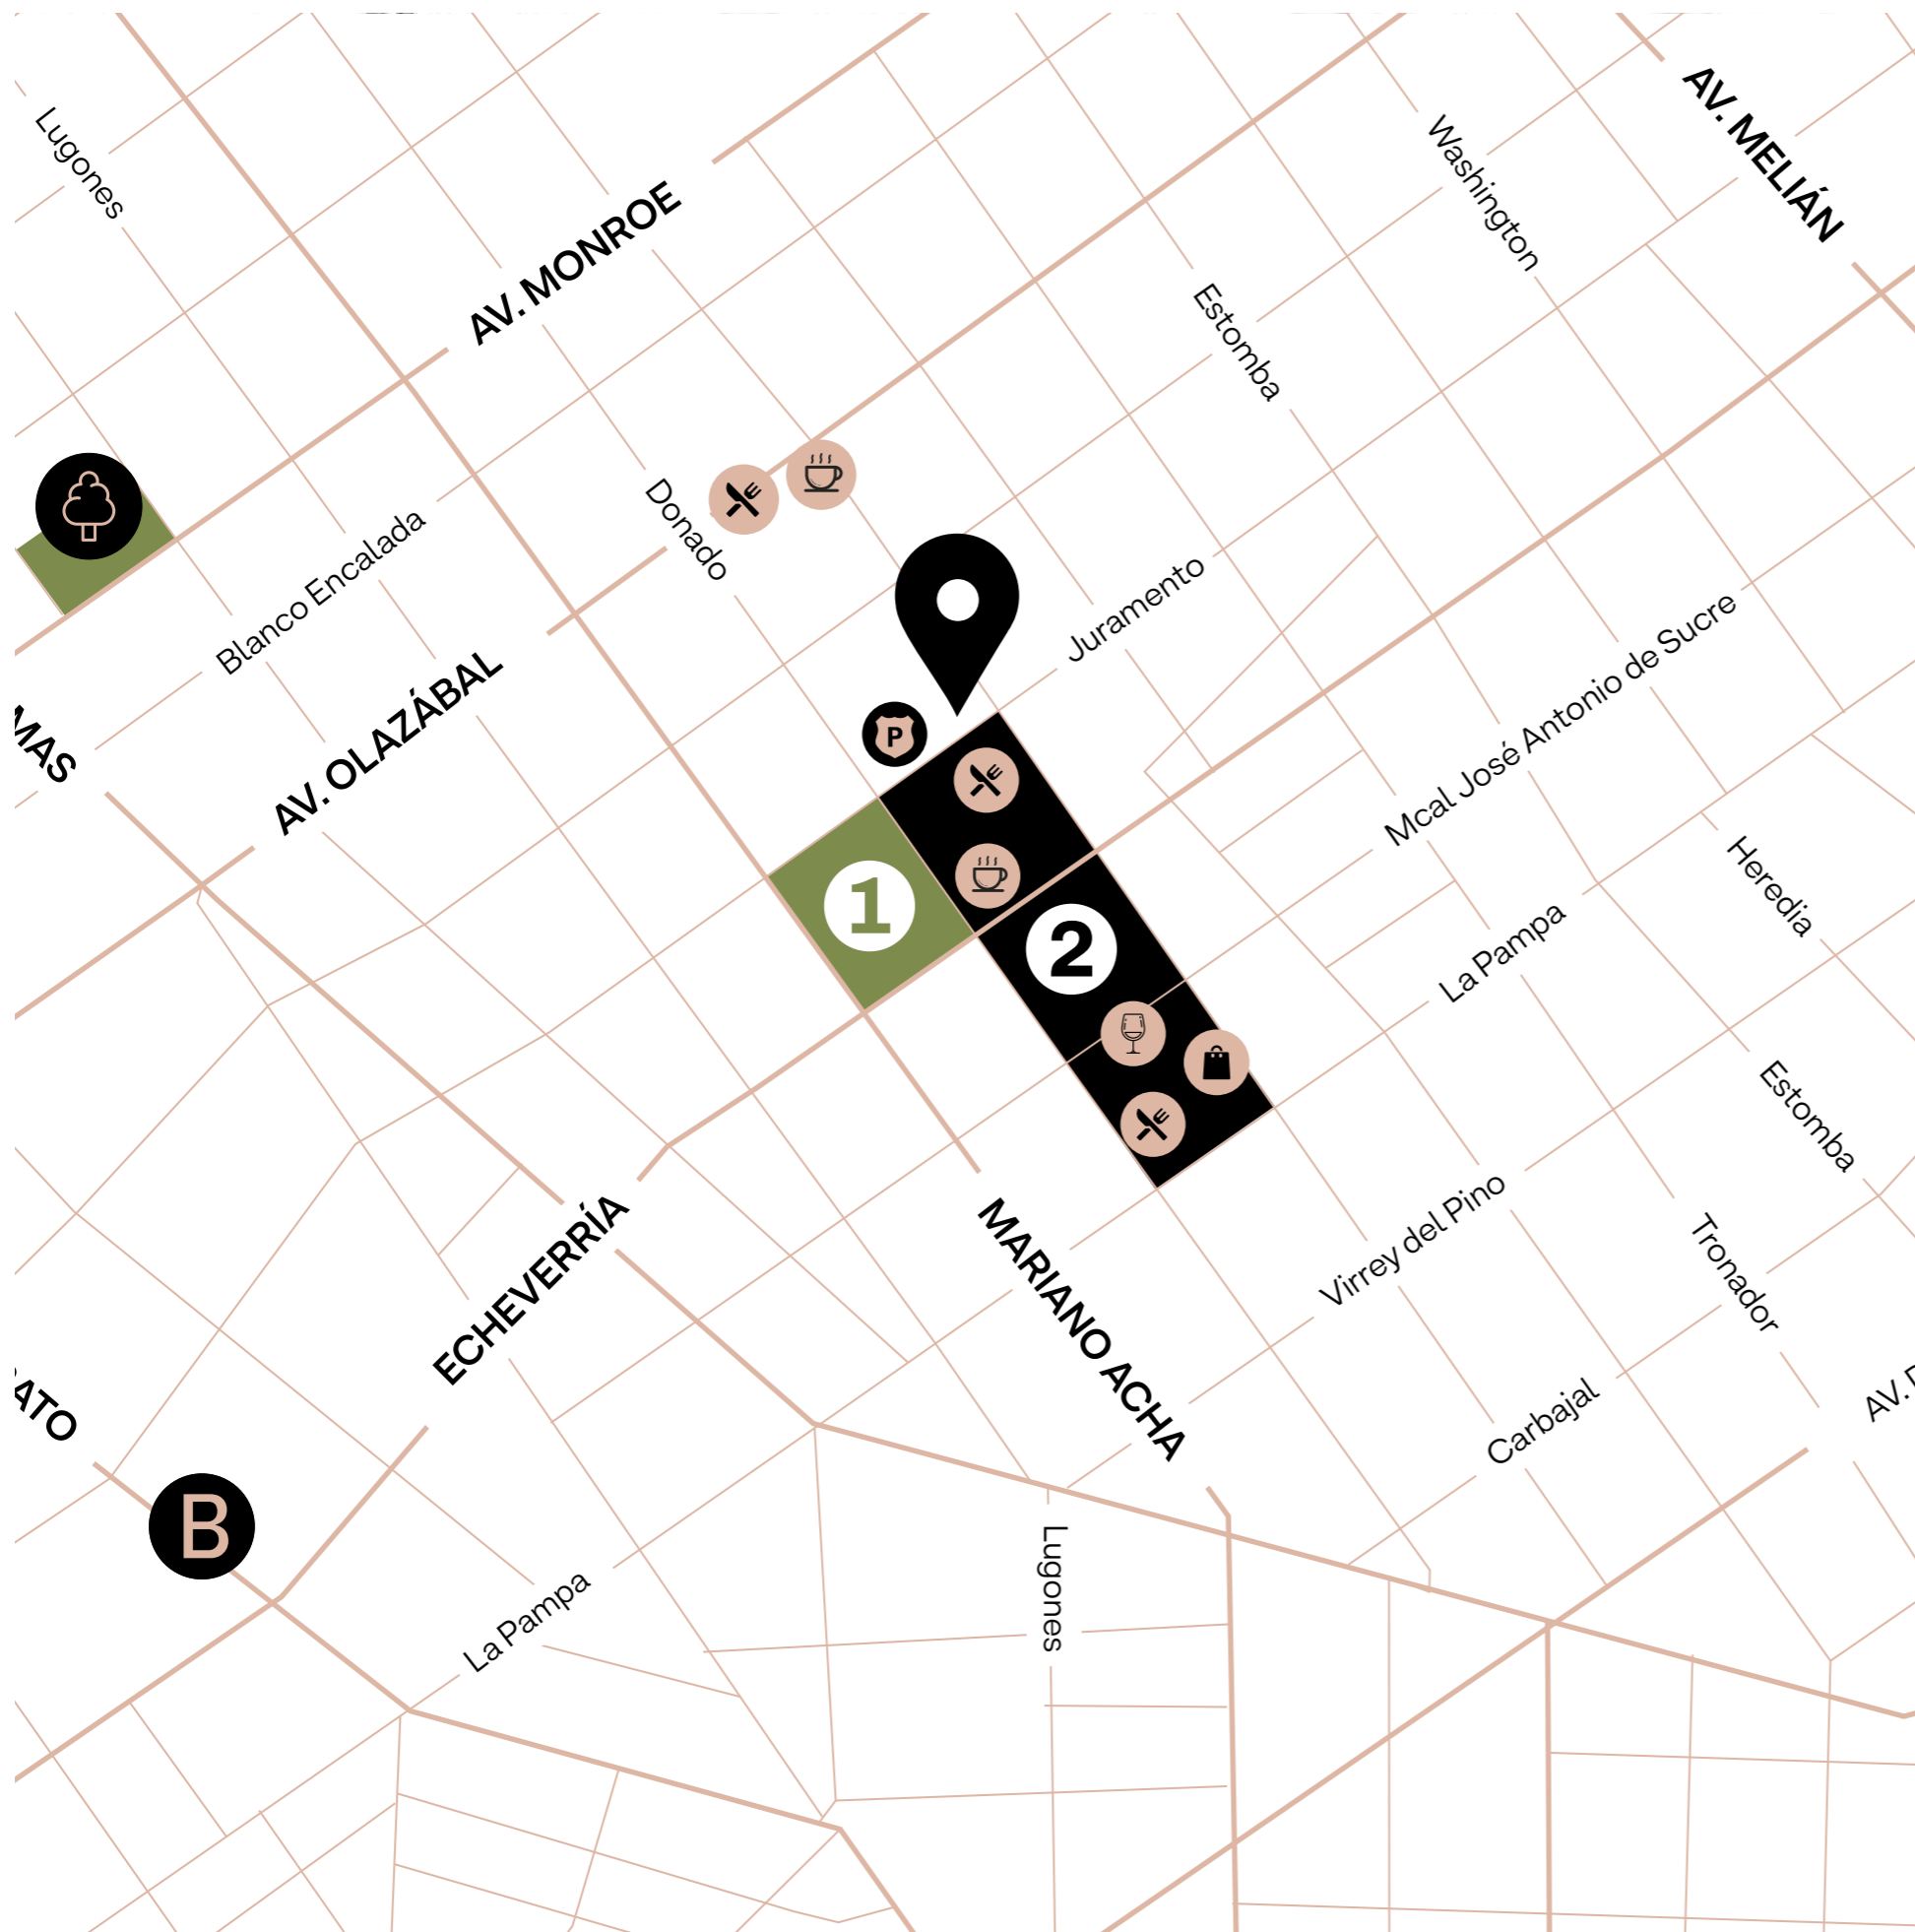 AV. MELIÁN
Lugones
Washington
AV. MONROE
Estomba
Donado
Blanco Encalada
Juramento
Mcal José Antonio de Sucre
AV. OLAZÁBAL
MAS
P
1
2
Heredia
La Pampa
Estomba
ECHEVERRÍA
MARIANO ACHA
Virrey del Pino
Tronador
ATO
Carbajal
AV.
B
La Pampa
Lugones